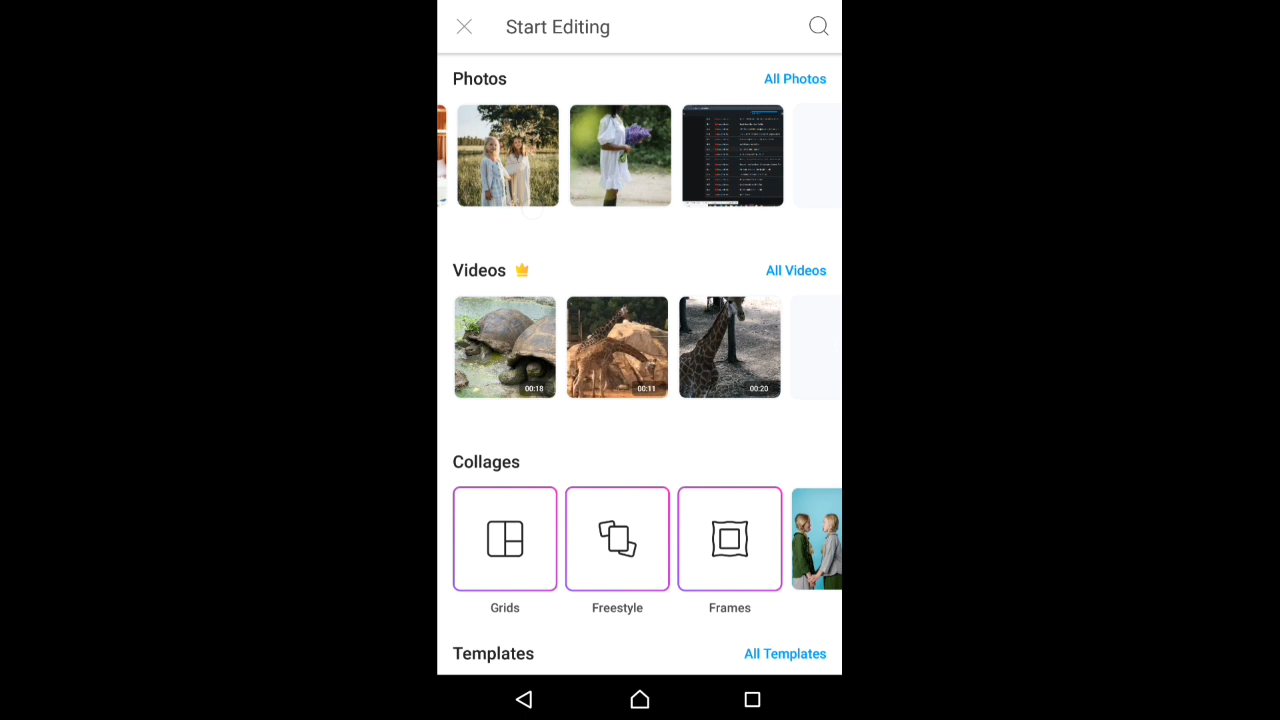 Start Editing
Photos
All Photos
Videos
All Videos
00:18
00:11
00:20
Collages
Grids
Freestyle
Frames
Templates
All Templates